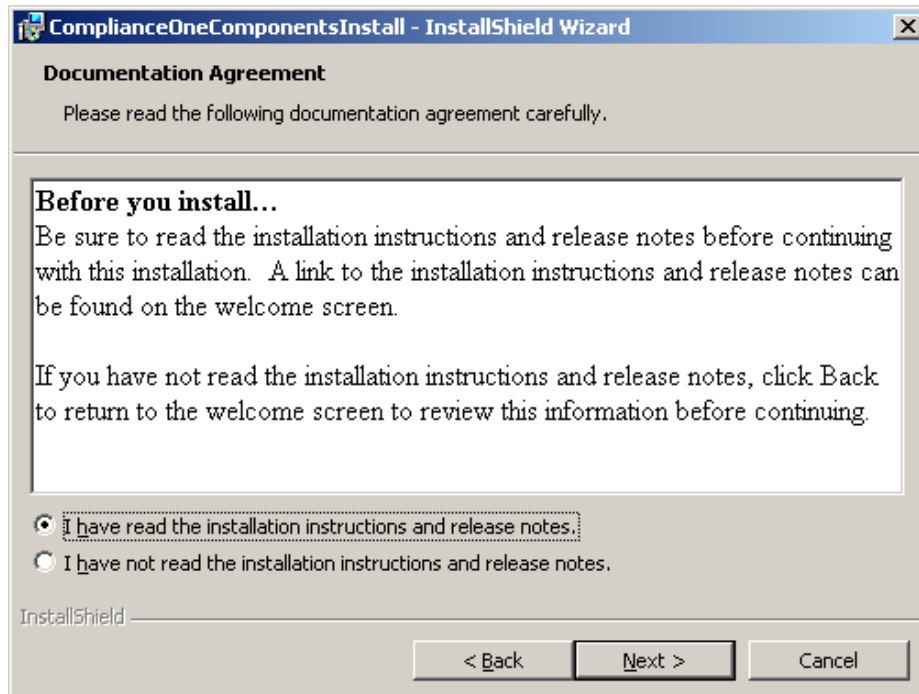 ComplianceOneComponentsInstall - InstallShield Wizard
Documentation Agreement
Please read the following documentation agreement carefully.
Before you install...
Be sure to read the installation instructions and release notes before continuing
with this installation.  A link to the installation instructions and release notes can
be found on the welcome screen.
If you have not read the installation instructions and release notes, click Back
to return to the welcome screen to review this information before continuing.
I have read the installation instructions and release notes.
I have not read the installation instructions and release notes.
InstallShield
< Back
Next >
Cancel